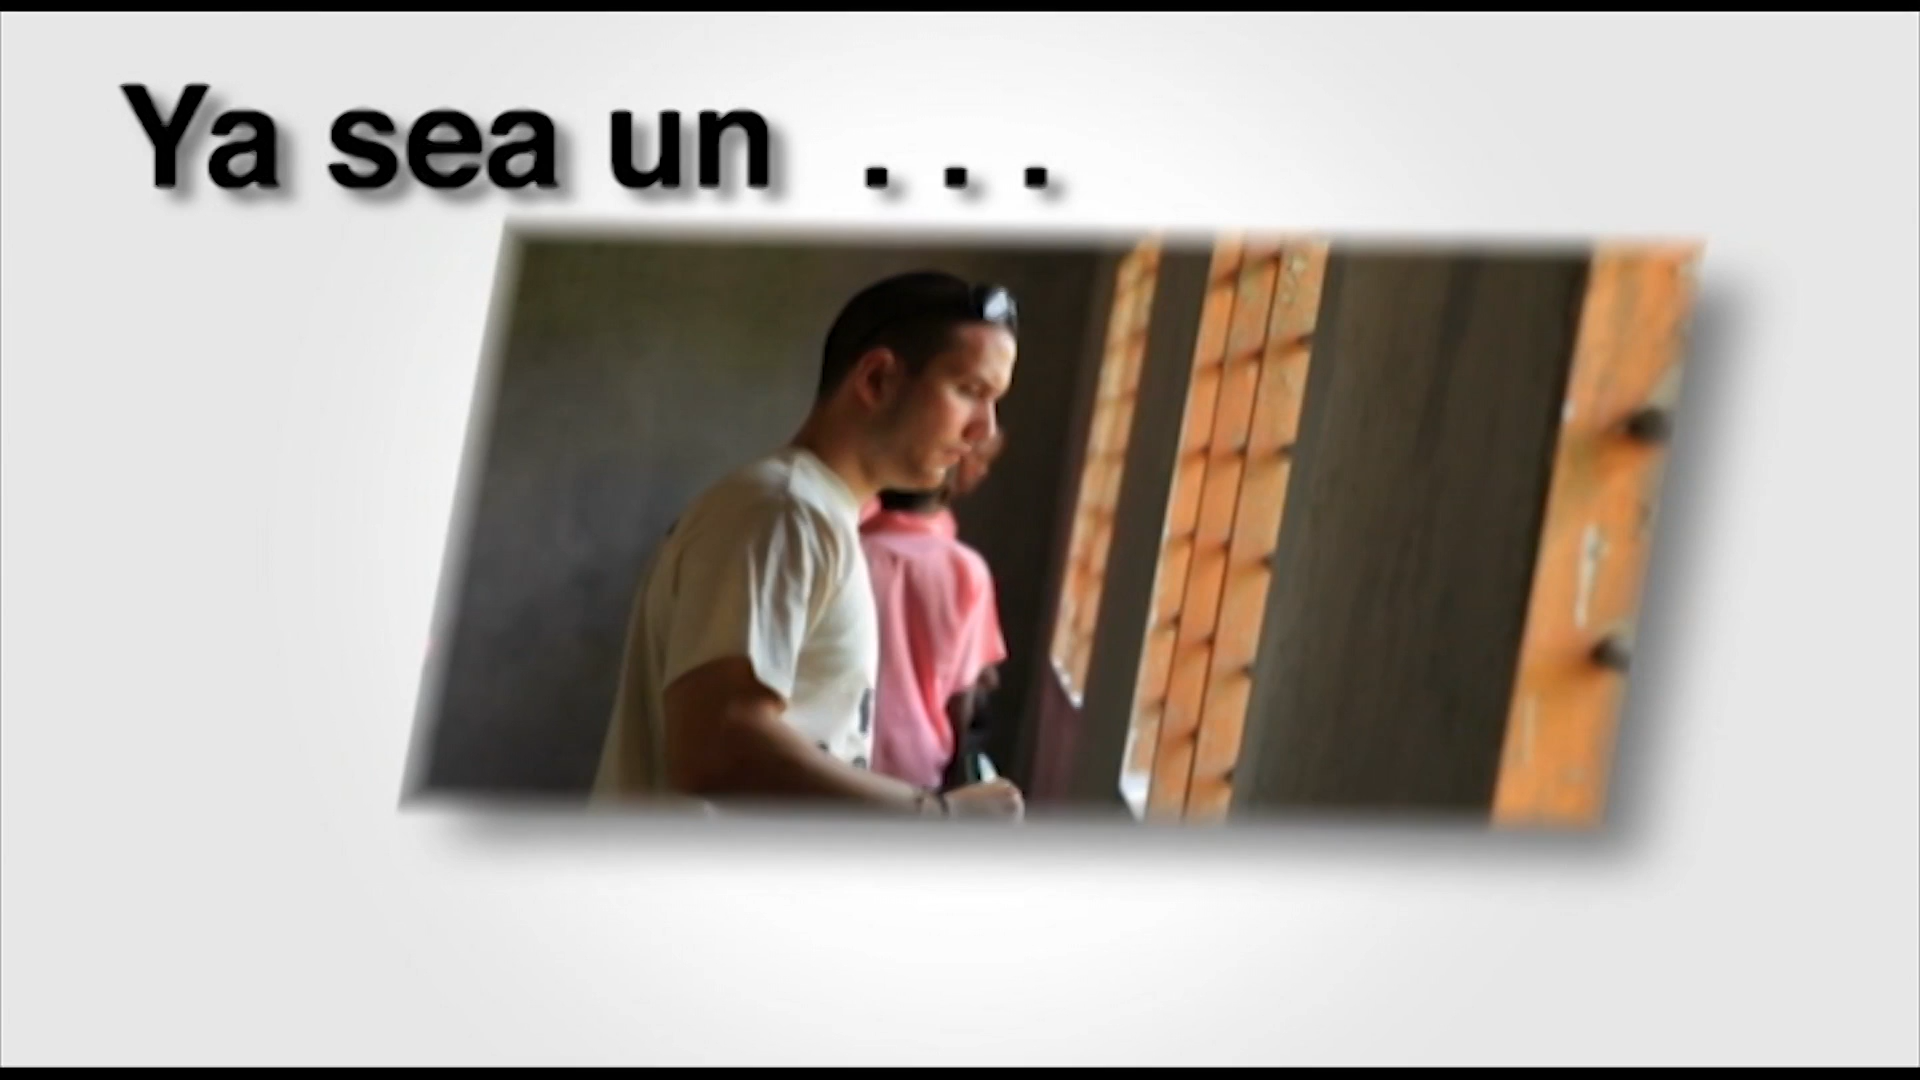 Ya sea un . . .